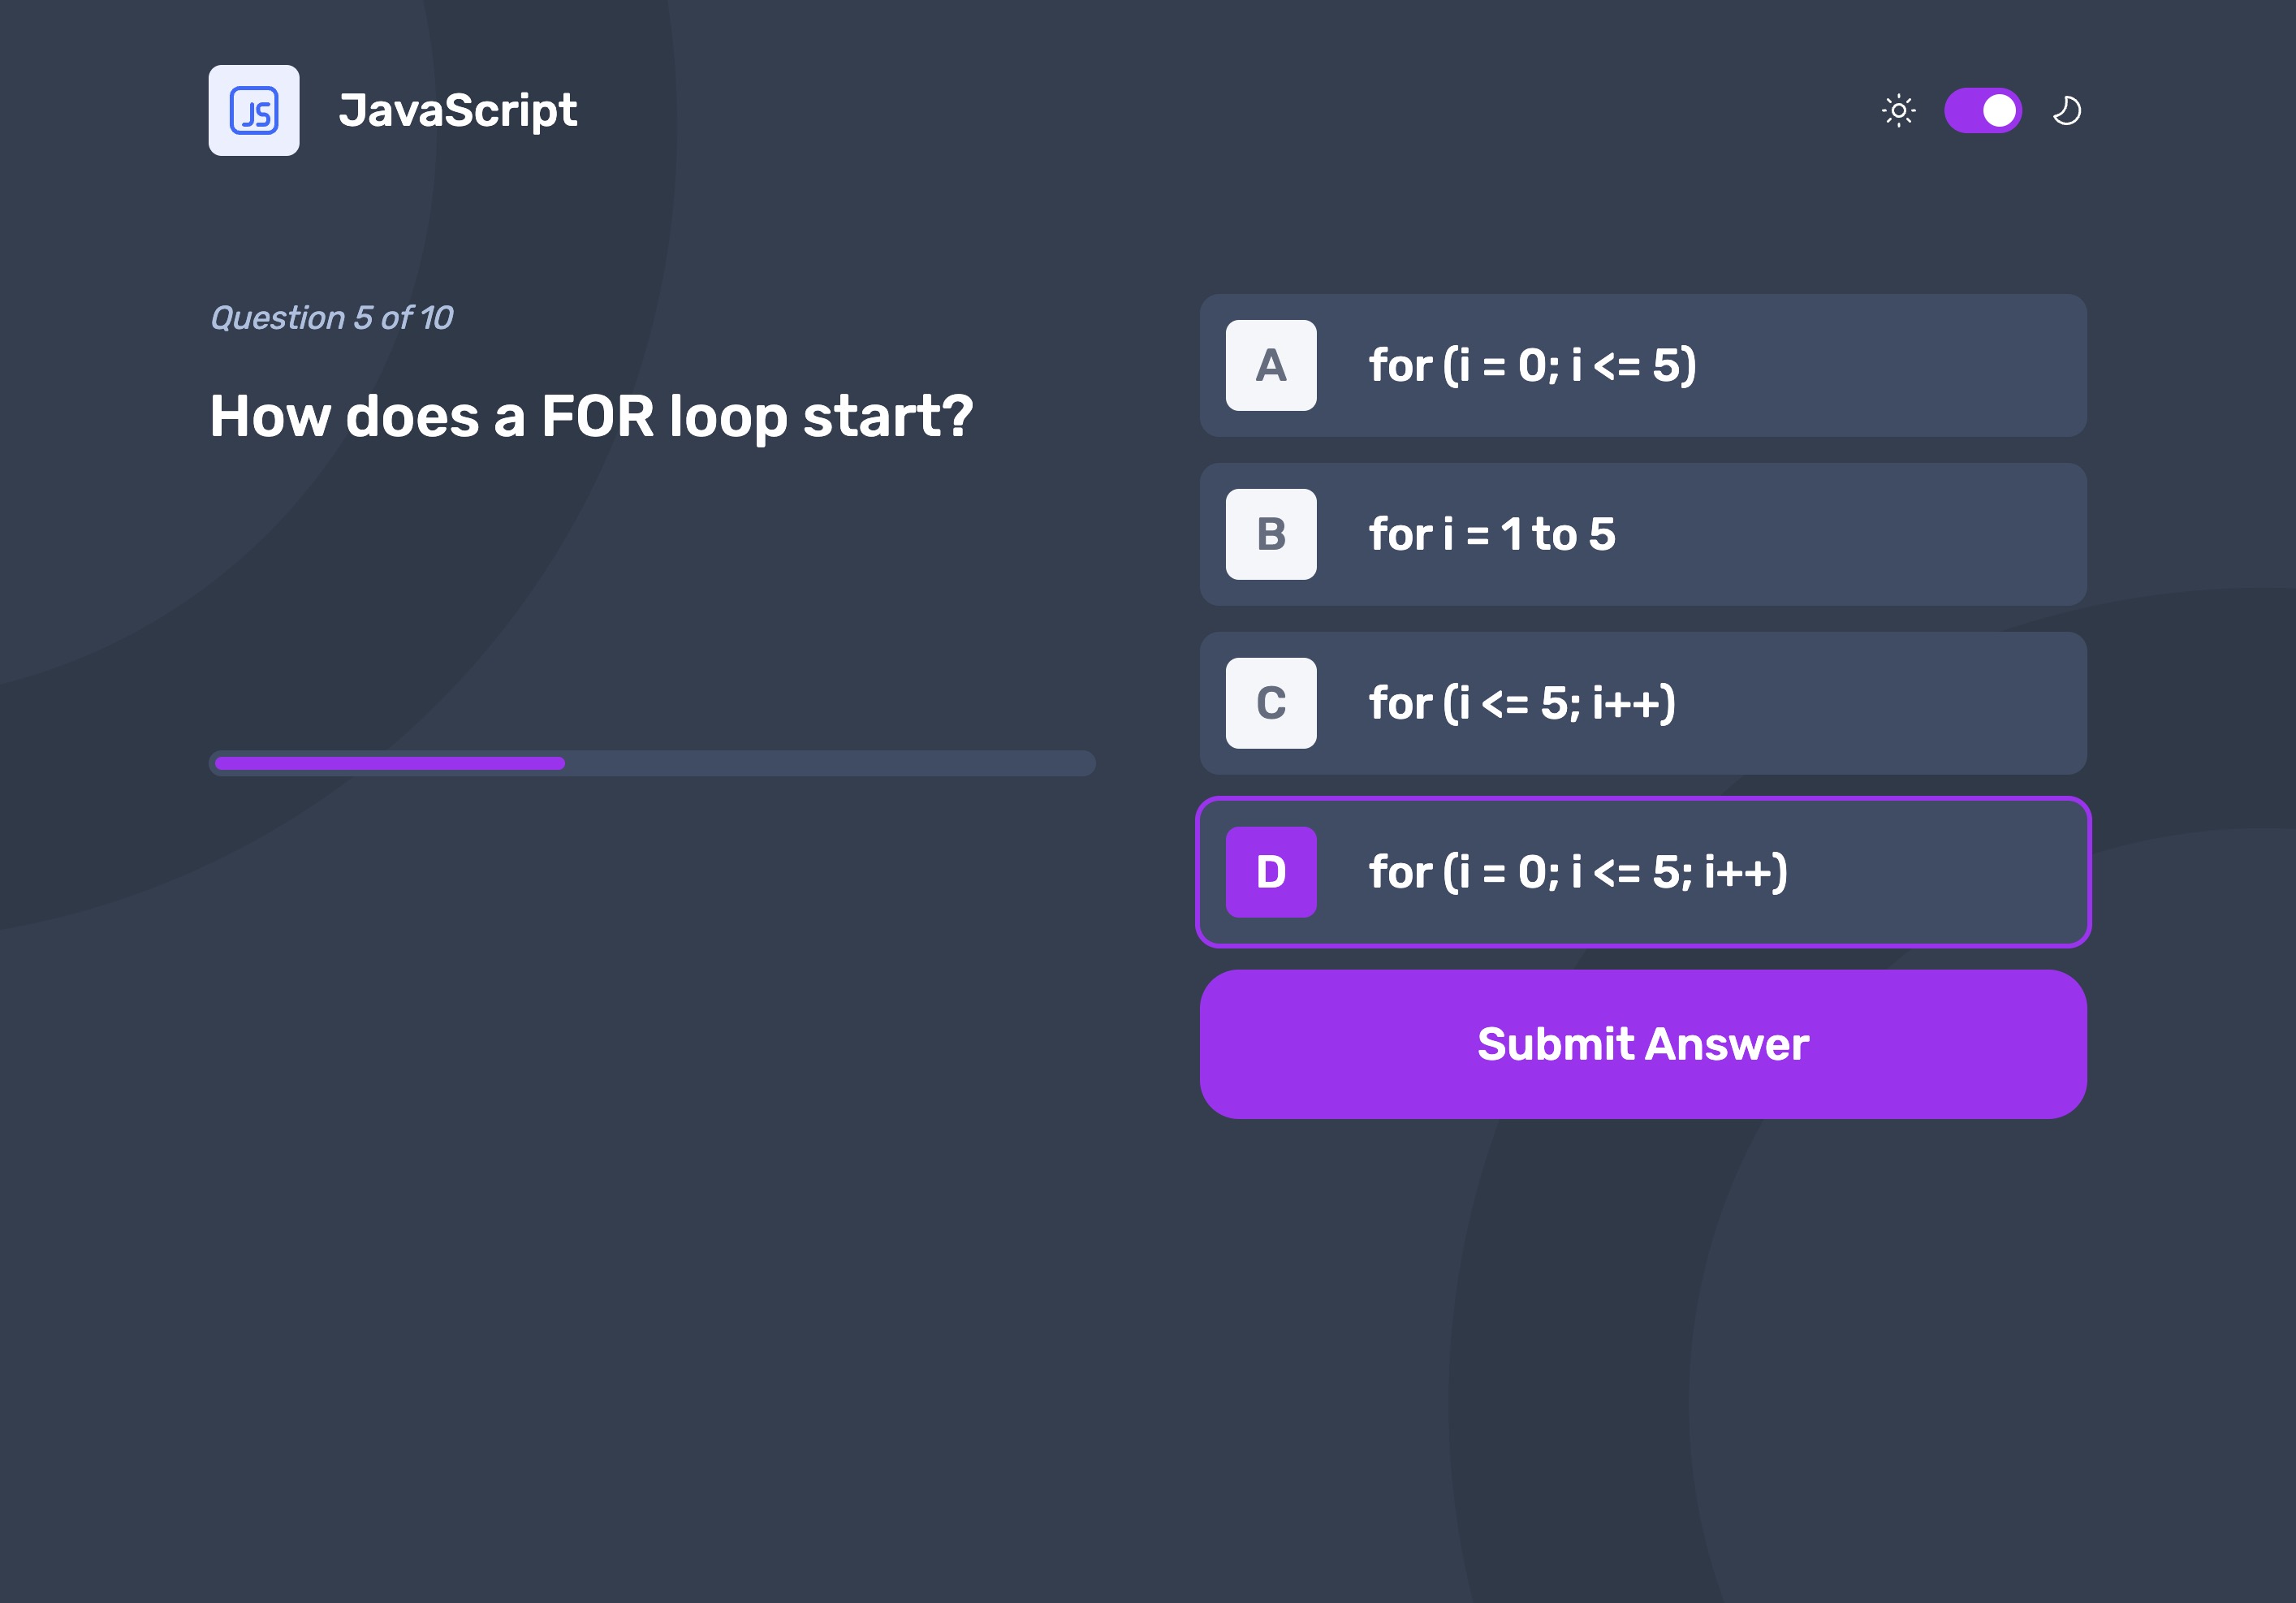 JS
JavaScript
Question 5 of 10
How does a FOR loop start?
A
for (i = 0; i <= 5)
B
for i = 1 to 5
C
for (i <= 5; i++)
D
for (i = 0; i <= 5; i++)
Submit Answer